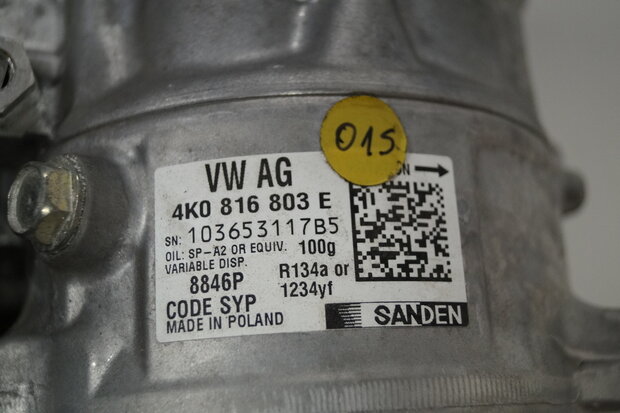 015
VW AG
4K0 816 803 E
SN: 103653117B5
OIL: SP-A2 OR EQUIV. 100g
VARIABLE DISP.
8846P R134a or
1234yf
CODE SYP
MADE IN POLAND
SANDEN